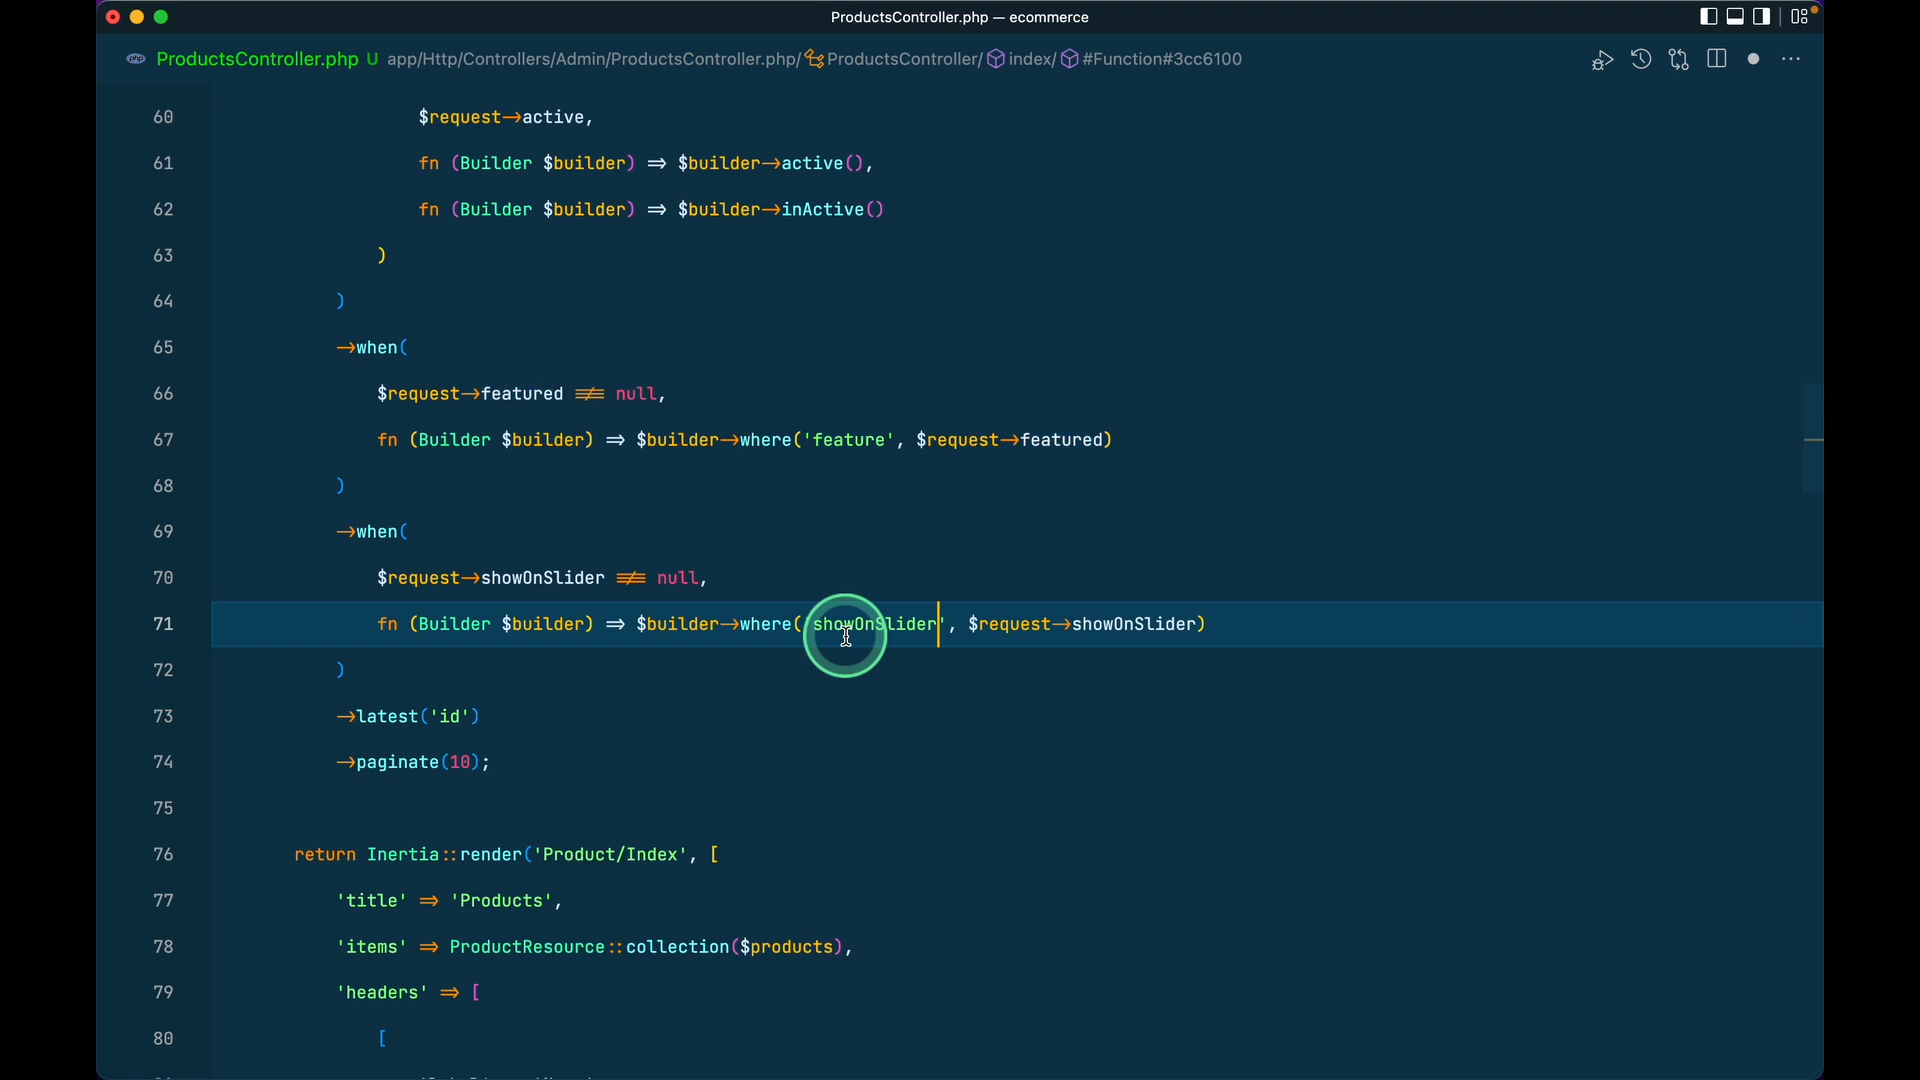 ProductsController.php — ecommerce
php ProductsController.php U app/Http/Controllers/Admin/ProductsController.php/ ProductsController/ index/ #Function#3cc6100
60 $request->active,
61 fn (Builder $builder) => $builder->active(),
62 fn (Builder $builder) => $builder->inActive()
63 )
64 )
65 ->when(
66 $request->featured !== null,
67 fn (Builder $builder) => $builder->where('feature', $request->featured)
68 )
69 ->when(
70 $request->showOnSlider !== null,
71 fn (Builder $builder) => $builder->where('showOnSlider', $request->showOnSlider)
72 )
73 ->latest('id')
74 ->paginate(10);
75
76 return Inertia::render('Product/Index', [
77 'title' => 'Products',
78 'items' => ProductResource::collection($products),
79 'headers' => [
80 [